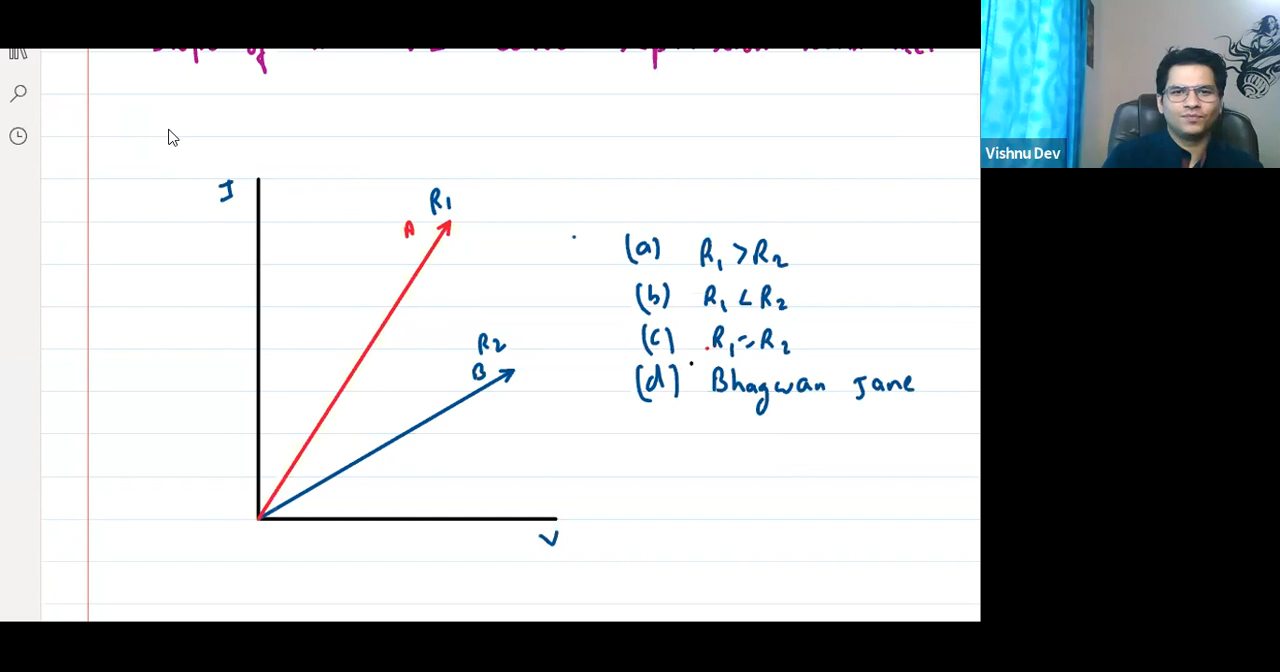 Vishnu Dev
I
R1
A
(a) R1 > R2
(b) R1 < R2
(c) R1 = R2
R2
B
(d) Bhagwan Jane
V